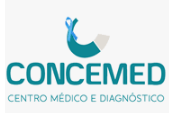 CONCEMED
CENTRO MÉDICO E DIAGNÓSTICO